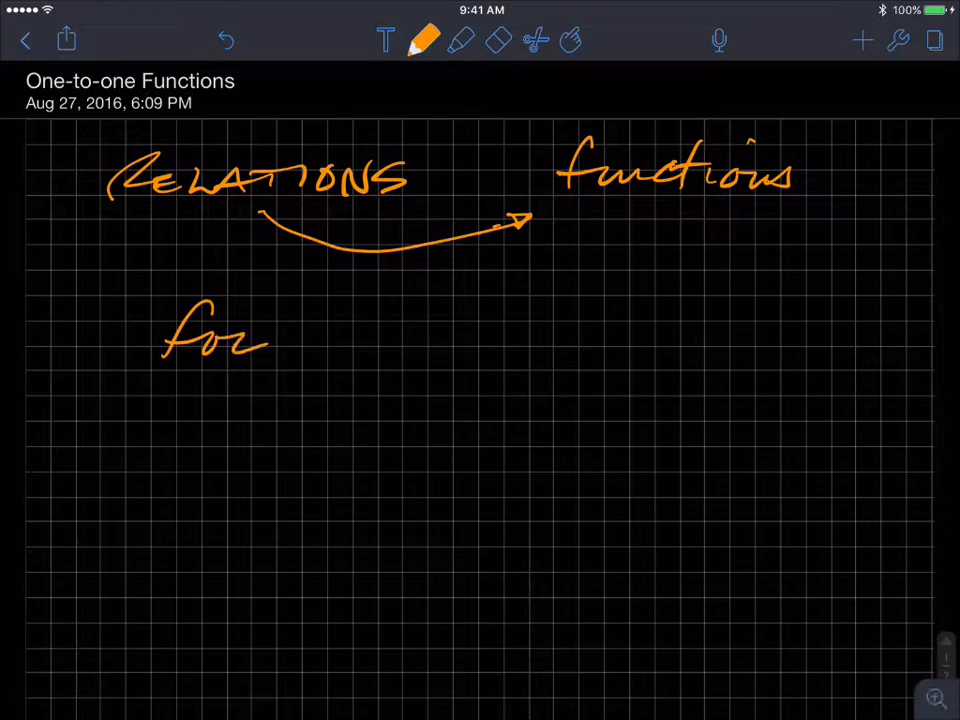 9:41 AM
100%
One-to-one Functions
Aug 27, 2016, 6:09 PM
RELATIONS functions
for